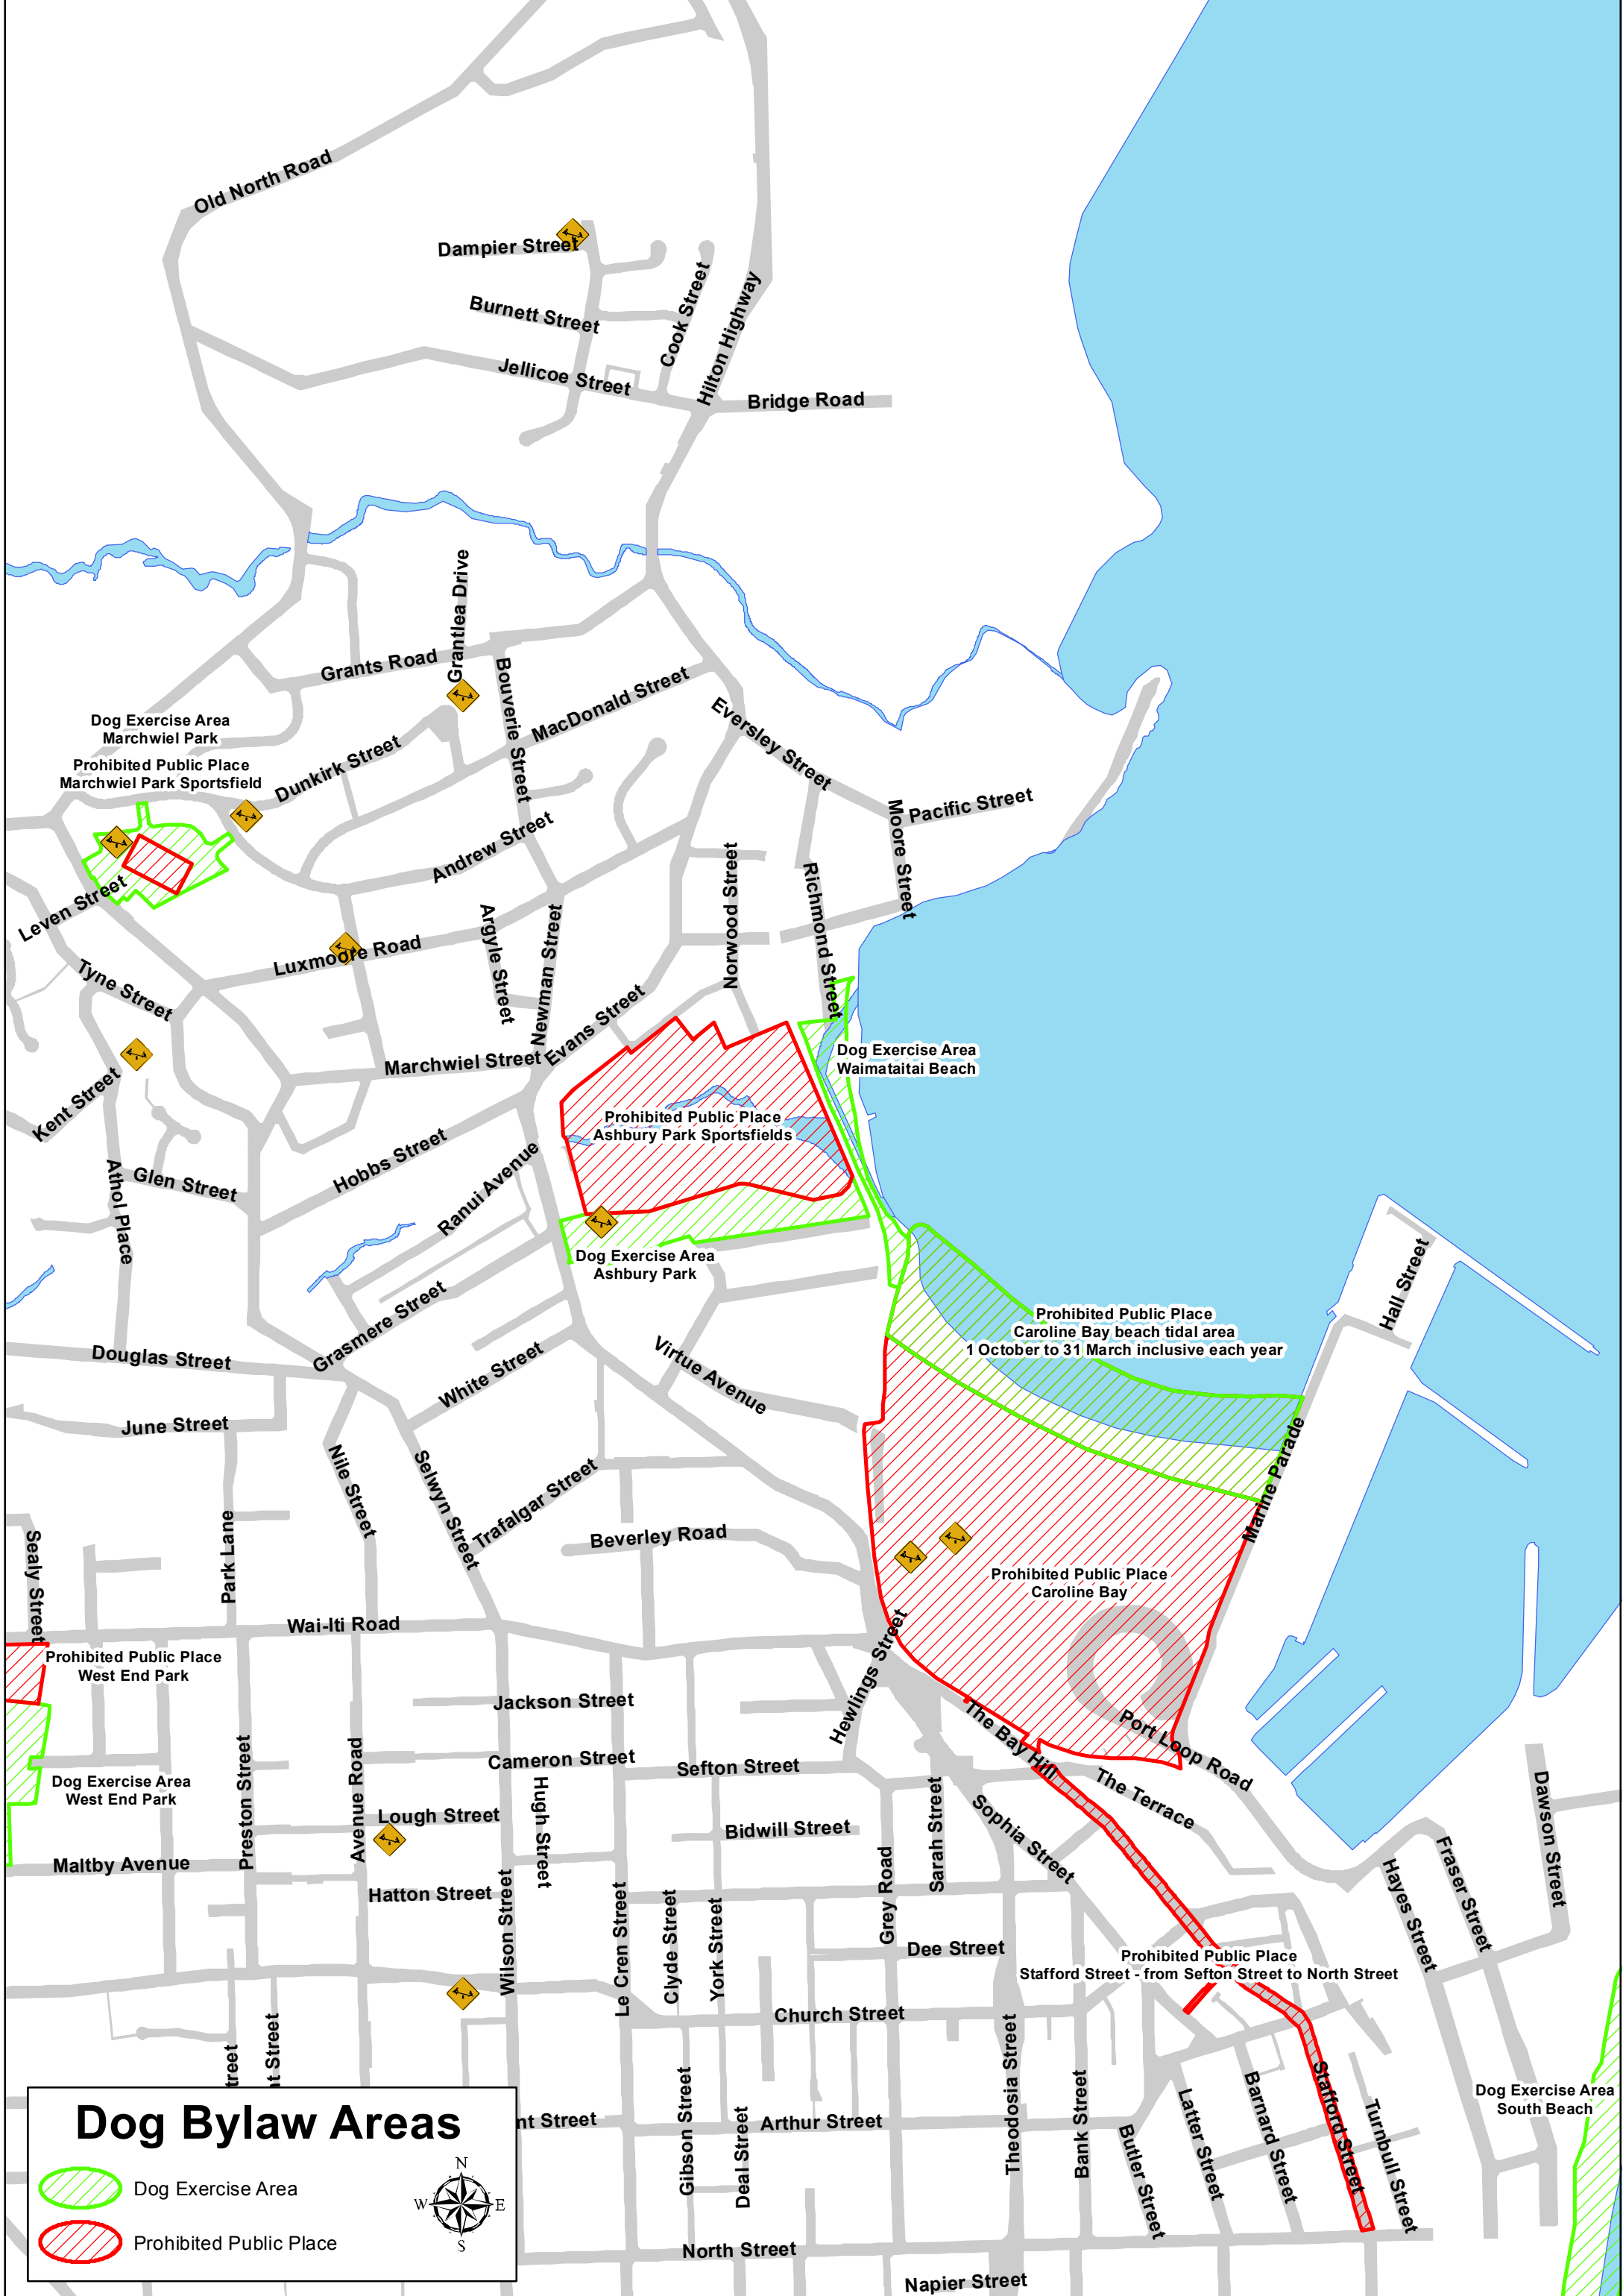 Old North Road
Dampier Street
Burnett Street
Cook Street
Hilton Highway
Jellicoe Street
Bridge Road
Grantlea Drive
Grants Road
Bouverie Street
MacDonald Street
Eversley Street
Dog Exercise Area
Marchwiel Park
Prohibited Public Place
Marchwiel Park Sportsfield
Dunkirk Street
Pacific Street
Moore Street
Andrew Street
Norwood Street
Richmond Street
Leven Street
Luxmoore Road
Argyle Street
Newman Street
Tyne Street
Evans Street
Marchwiel Street
Dog Exercise Area
Waimataitai Beach
Kent Street
Prohibited Public Place
Ashbury Park Sportsfields
Hobbs Street
Ranui Avenue
Glen Street
Athol Place
Dog Exercise Area
Ashbury Park
Hall Street
Prohibited Public Place
Caroline Bay beach tidal area
1 October to 31 March inclusive each year
Grasmere Street
Douglas Street
White Street
Virtue Avenue
June Street
Nile Street
Selwyn Street
Trafalgar Street
Marine Parade
Beverley Road
Sealy Street
Park Lane
Prohibited Public Place
Caroline Bay
Wai-Iti Road
Hewlings Street
Prohibited Public Place
West End Park
Jackson Street
The Bay Hill
Port Loop Road
Cameron Street
Sefton Street
The Terrace
Dog Exercise Area
West End Park
Preston Street
Avenue Road
Lough Street
Hugh Street
Bidwill Street
Sarah Street
Sophia Street
Dawson Street
Maltby Avenue
Hatton Street
Wilson Street
Le Cren Street
Clyde Street
York Street
Grey Road
Dee Street
Hayes Street
Fraser Street
Prohibited Public Place
Stafford Street - from Sefton Street to North Street
Church Street
treet
t Street
nt Street
Gibson Street
Deal Street
Arthur Street
Theodosia Street
Bank Street
Butler Street
Latter Street
Barnard Street
Stafford Street
Turnbull Street
Dog Exercise Area
South Beach
North Street
Napier Street
Dog Bylaw Areas
Dog Exercise Area
Prohibited Public Place
N
W E
S